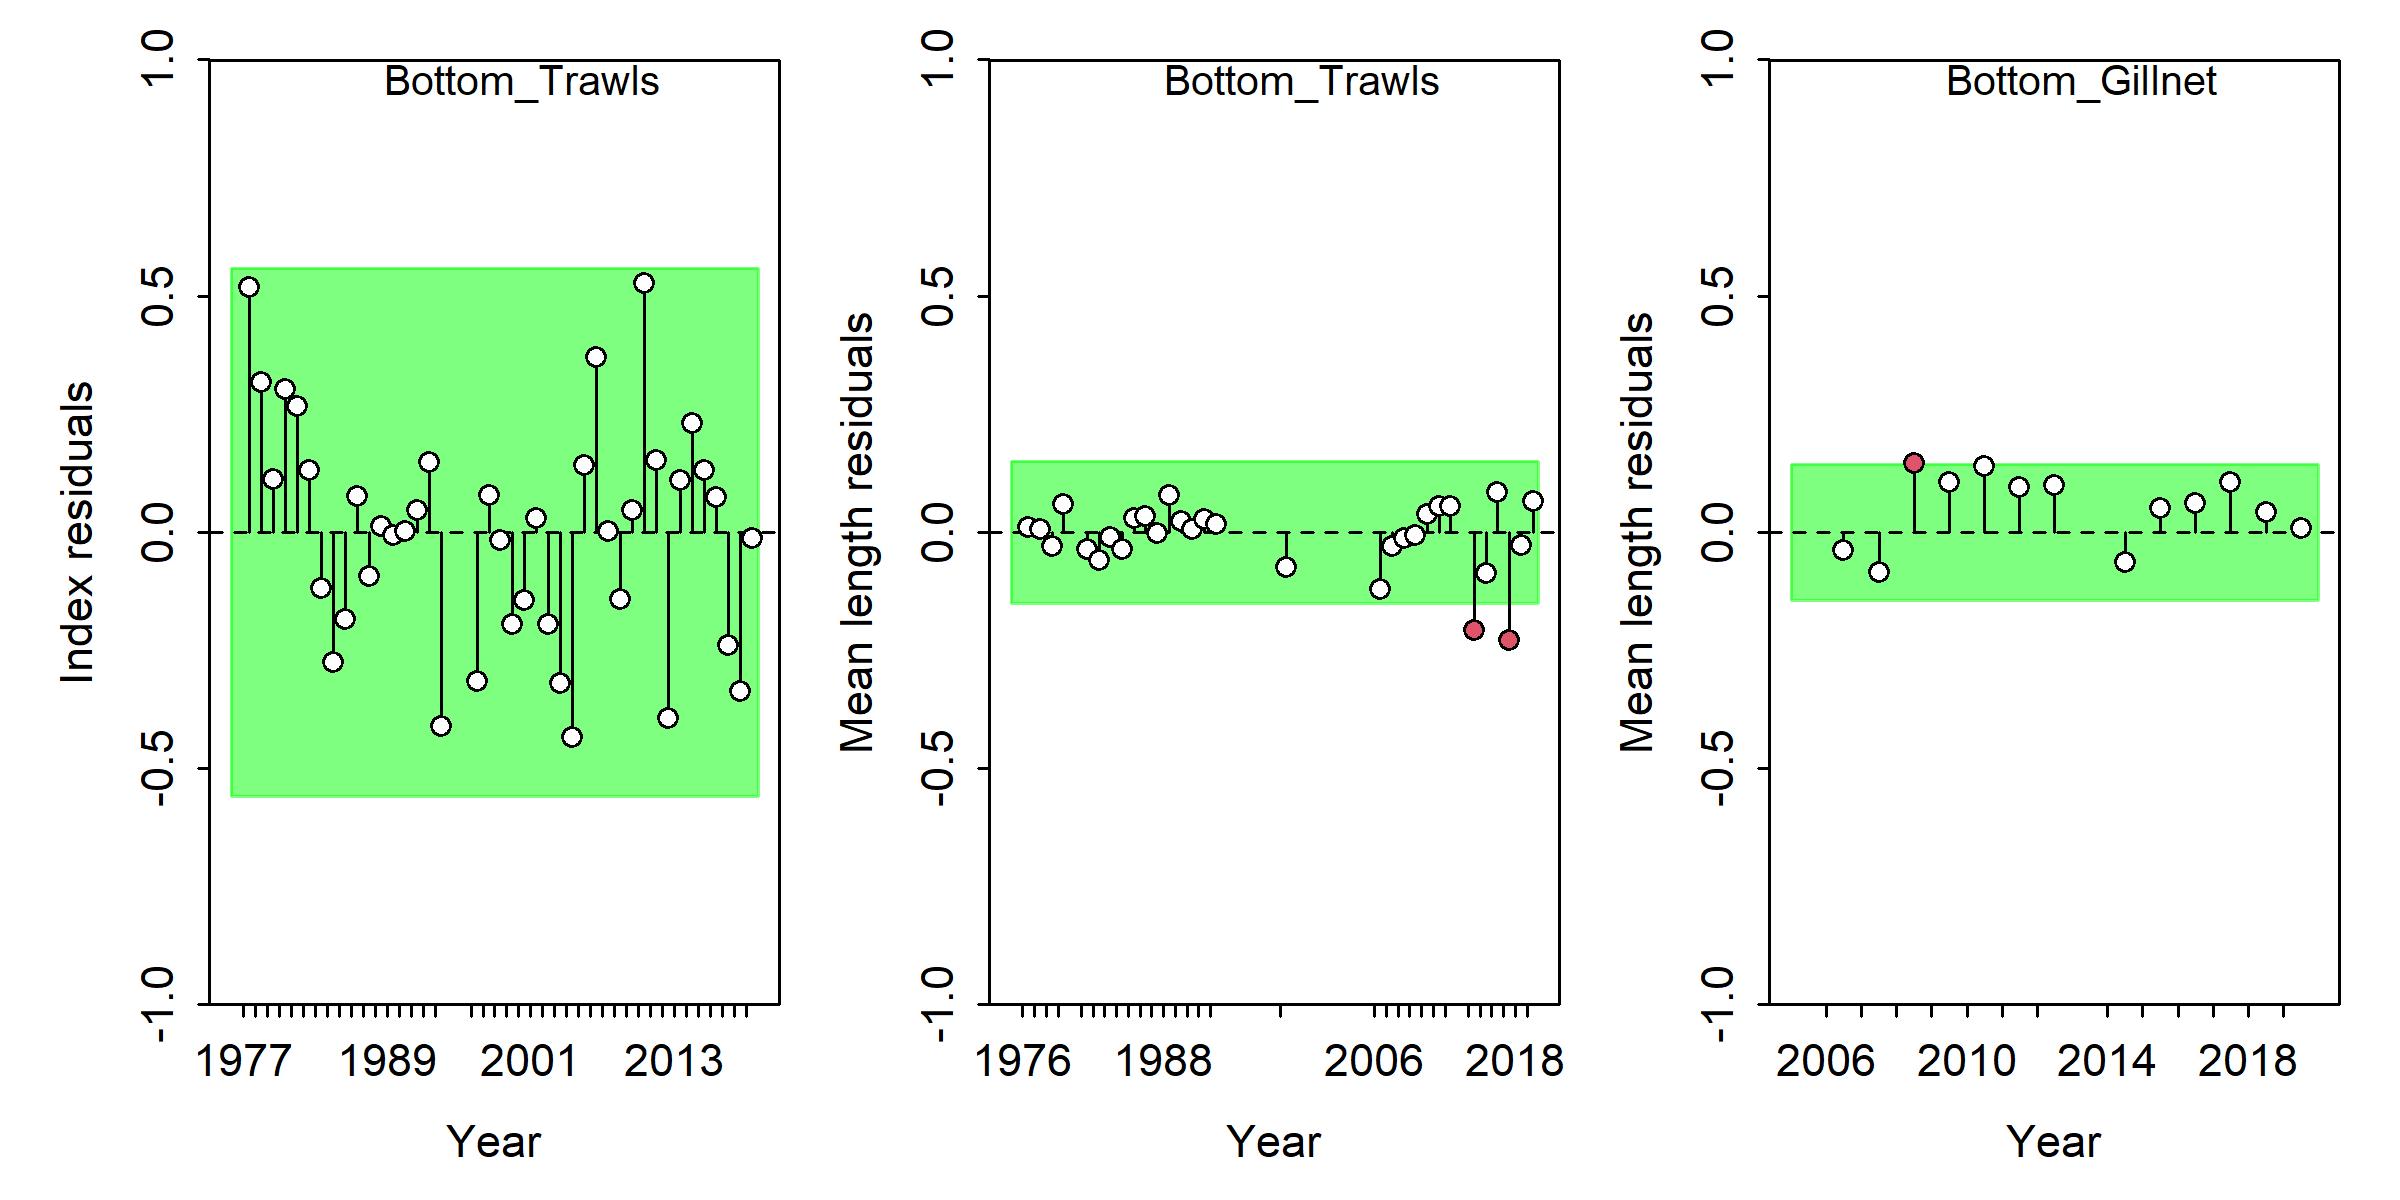 Bottom_Trawls
1.0
0.5
0.0
-0.5
-1.0
Index residuals
1977 1989 2001 2013
Year
Bottom_Trawls
1.0
0.5
0.0
-0.5
-1.0
Mean length residuals
1976 1988 2006 2018
Year
Bottom_Gillnet
1.0
0.5
0.0
-0.5
-1.0
Mean length residuals
2006 2010 2014 2018
Year